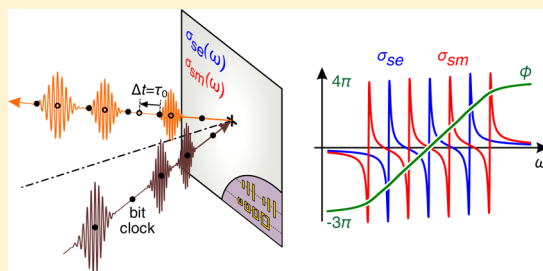 σse(ω)
σsm(ω)
Δt=τ0
bit
clock
σse
σsm
ϕ
4π
ω
-3π